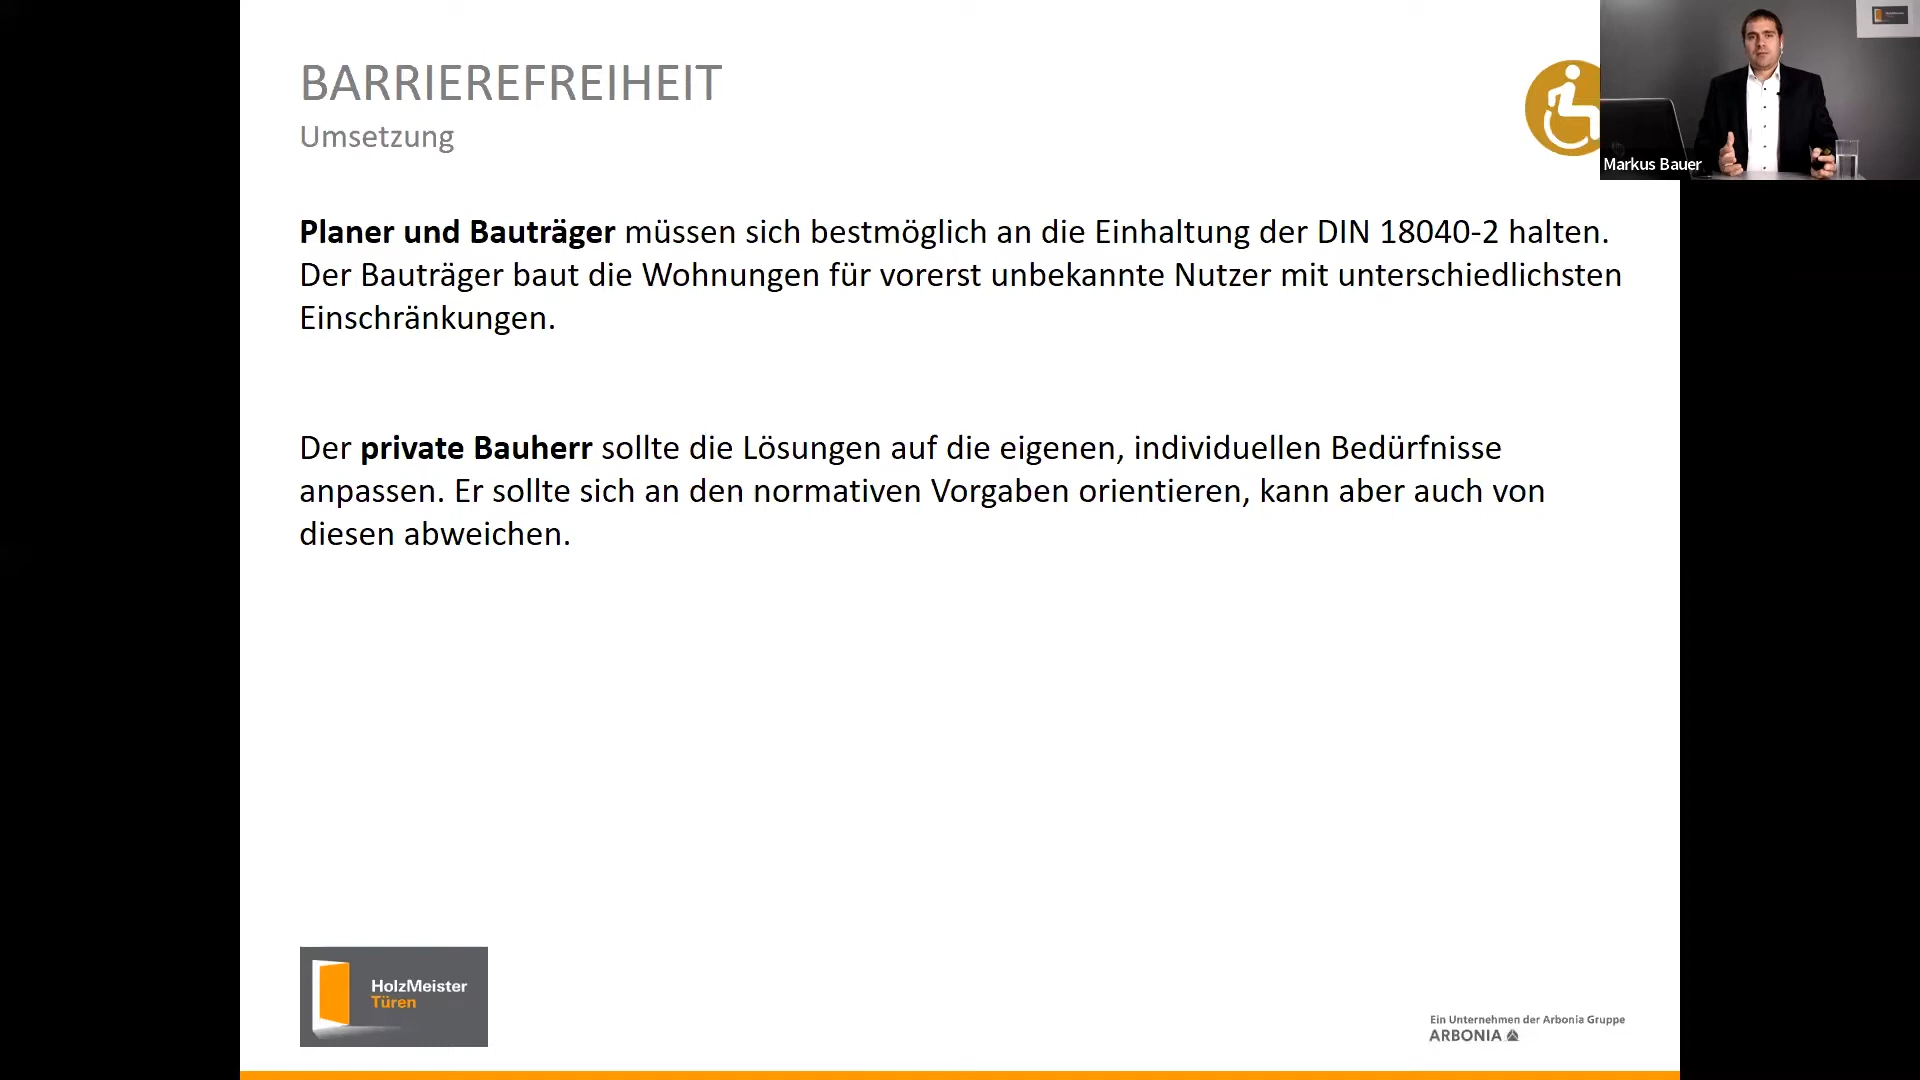 BARRIEREFREIHEIT
Umsetzung
Markus Bauer
Planer und Bauträger müssen sich bestmöglich an die Einhaltung der DIN 18040-2 halten.
Der Bauträger baut die Wohnungen für vorerst unbekannte Nutzer mit unterschiedlichsten
Einschränkungen.
Der private Bauherr sollte die Lösungen auf die eigenen, individuellen Bedürfnisse
anpassen. Er sollte sich an den normativen Vorgaben orientieren, kann aber auch von
diesen abweichen.
HolzMeister
Türen
Ein Unternehmen der Arbonia Gruppe
ARBONIA